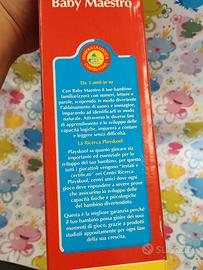 Baby Maestro
Da 3 anni in su
Con Baby Maestro il tuo bambino
familiarizzerà con numeri, lettere e
parole, scoprendo in modo divertente
l'abbinamento di suono e immagine,
imparando ad identificarli in modo
naturale. Attraverso le diverse fasi
di apprendimento e lo sviluppo delle
capacità logiche, imparerà a contare
e leggere senza difficoltà.
La Ricerca Playskool
Playskool sa quanto giocare sia
importante ed essenziale per lo
sviluppo del bambino, per questo,
tutti i giocattoli vengono "testati e
certificati" nei Centri Ricerca
Playskool, centri unici dove ogni
gioco deve rispondere e severe prove
che assicurino lo sviluppo delle
capacità fisiche e psicologiche
del bambino divertendolo.
Questa è la migliore garanzia perché
il tuo bambino possa gioire dei suoi
momenti di gioco, grazie a prodotti
studiati appositamente per ogni fase
della sua crescita.
subito